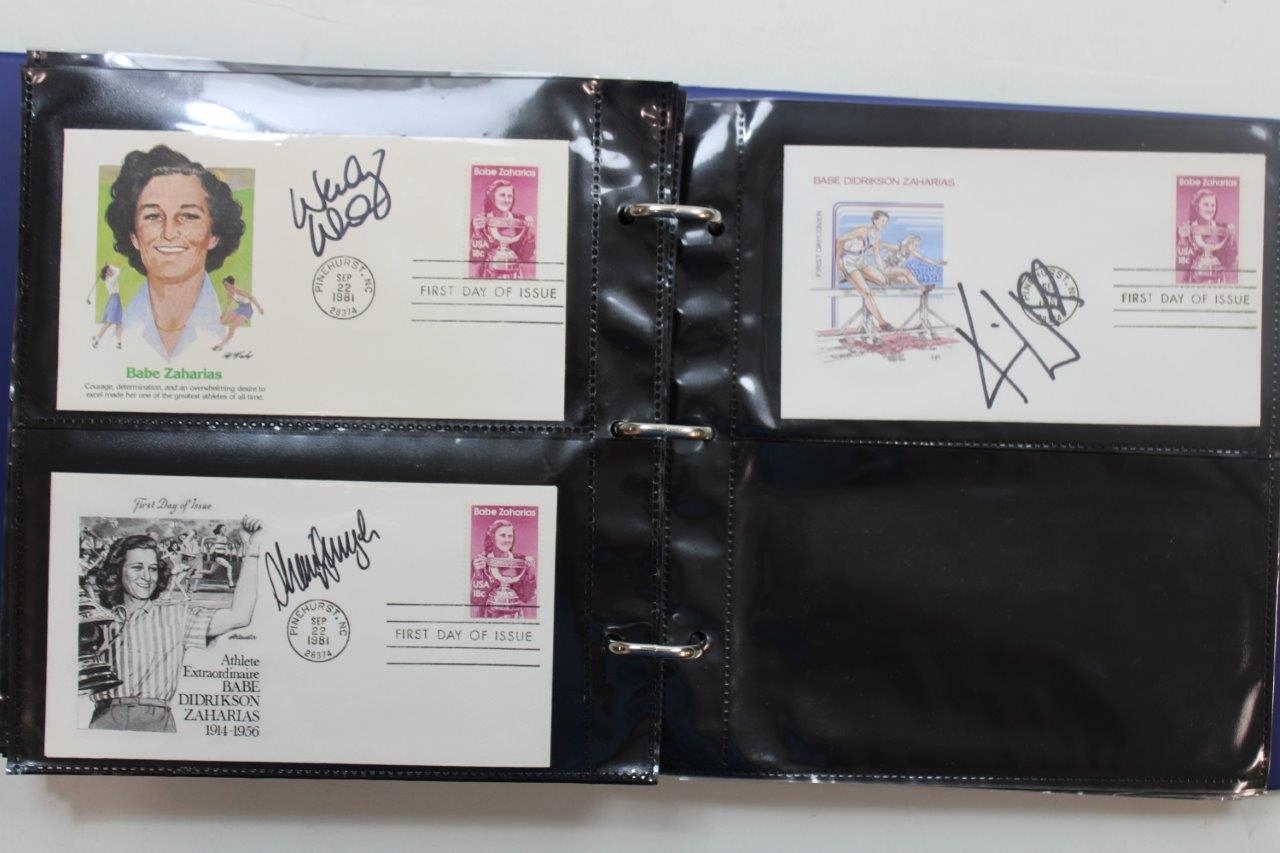 Babe Zaharias
USA
18c
PINEHURST, NC
SEP
22
1981
28374
FIRST DAY OF ISSUE
Babe Zaharias
Courage, determination, and an overwhelming desire to
excel made her one of the greatest athletes of all time.
First Day of Issue
Babe Zaharias
USA
18c
PINEHURST, NC
SEP
22
1981
28374
FIRST DAY OF ISSUE
Athlete
Extraordinaire
BABE
DIDRIKSON
ZAHARIAS
1914-1956
BABE DIDRIKSON ZAHARIAS
FIRST DAY COVER
Babe Zaharias
USA
18c
FIRST DAY OF ISSUE